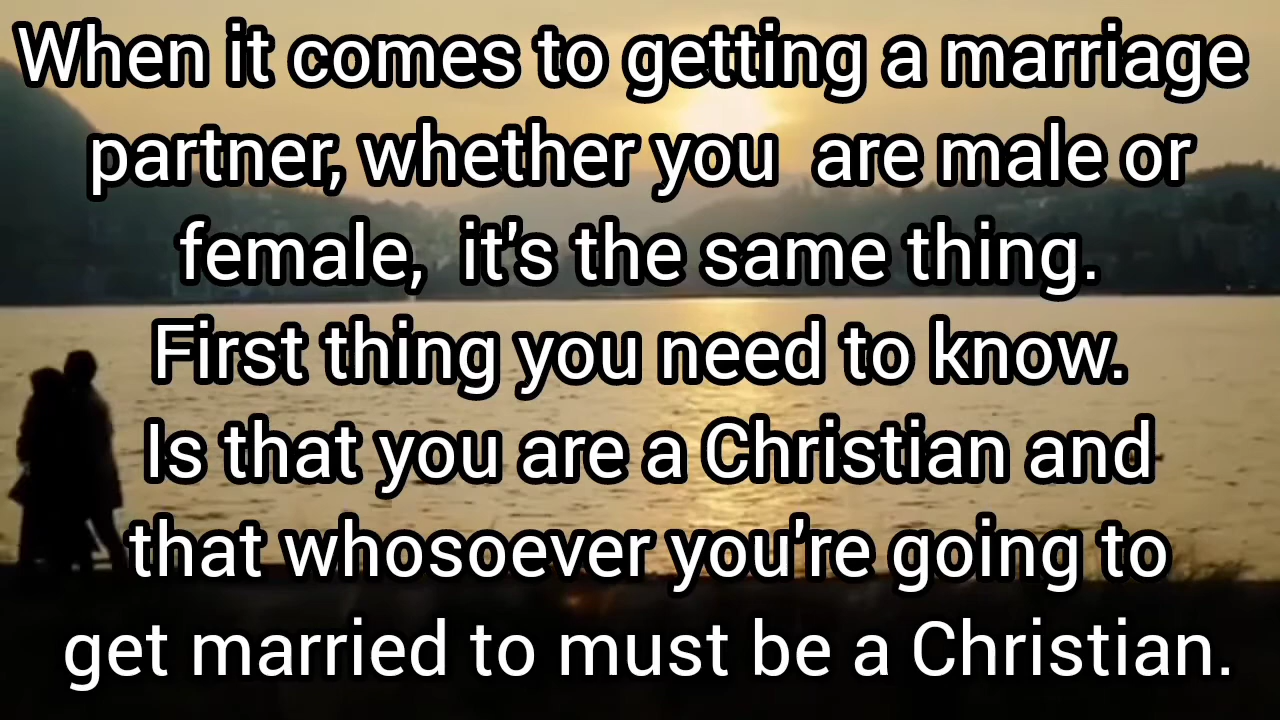 When it comes to getting a marriage
partner, whether you  are male or
female,  it's the same thing.
First thing you need to know.
Is that you are a Christian and
that whosoever you're going to
get married to must be a Christian.